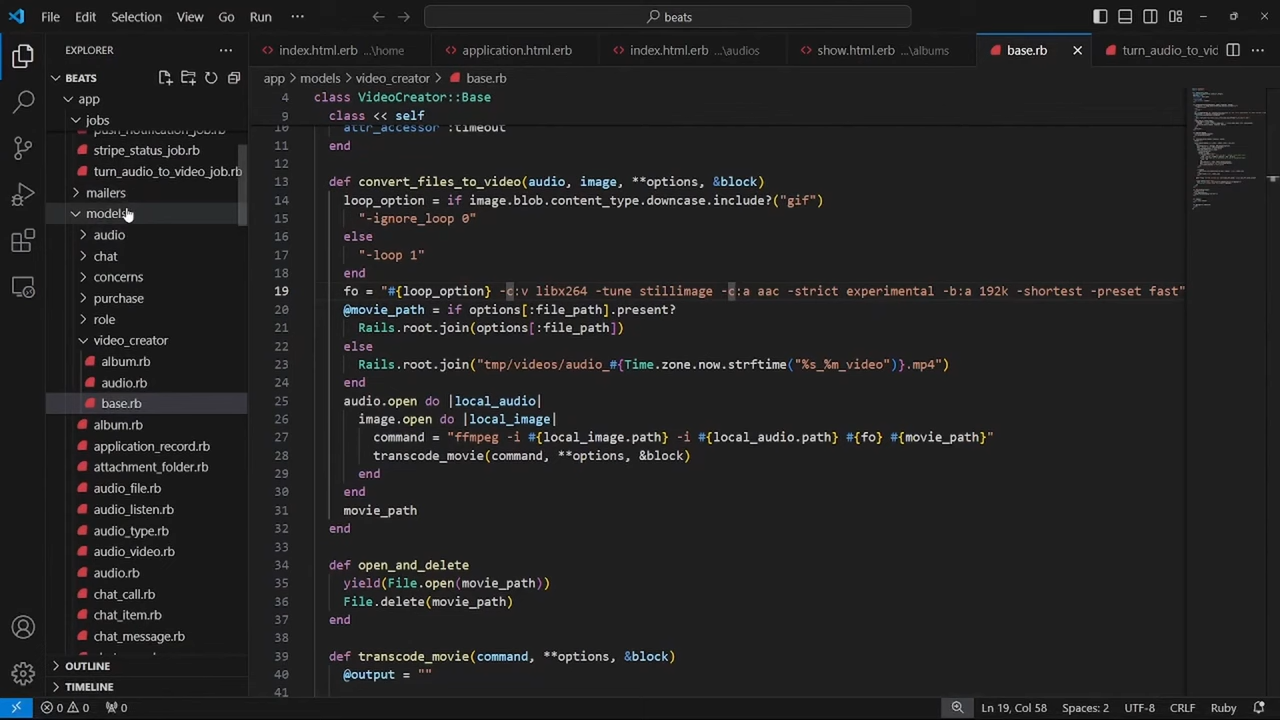 File Edit Selection View Go Run ··· beats
EXPLORER ···
index.html.erb ...\home
application.html.erb
index.html.erb ...\audios
show.html.erb ...\albums
base.rb
turn_audio_to_vi
BEATS
app
jobs
push_notification_job.rb
stripe_status_job.rb
turn_audio_to_video_job.rb
mailers
models
audio
chat
concerns
purchase
role
video_creator
album.rb
audio.rb
base.rb
album.rb
application_record.rb
attachment_folder.rb
audio_file.rb
audio_listen.rb
audio_type.rb
audio_video.rb
audio.rb
chat_call.rb
chat_item.rb
chat_message.rb
OUTLINE
TIMELINE
app > models > video_creator > base.rb
4 class VideoCreator::Base
9 class << self
10 attr_accessor :timeout
11 end
12
13 def convert_files_to_video(audio, image, **options, &block)
14 loop_option = if image.blob.content_type.downcase.include?("gif")
15 "-ignore_loop 0"
16 else
17 "-loop 1"
18 end
19 fo = "#{loop_option} -c:v libx264 -tune stillimage -c:a aac -strict experimental -b:a 192k -shortest -preset fast"
20 @movie_path = if options[:file_path].present?
21 Rails.root.join(options[:file_path])
22 else
23 Rails.root.join("tmp/videos/audio_#{Time.zone.now.strftime("%s_%m_video")}.mp4")
24 end
25 audio.open do |local_audio|
26 image.open do |local_image|
27 command = "ffmpeg -i #{local_image.path} -i #{local_audio.path} #{fo} #{movie_path}"
28 transcode_movie(command, **options, &block)
29 end
30 end
31 movie_path
32 end
33
34 def open_and_delete
35 yield(File.open(movie_path))
36 File.delete(movie_path)
37 end
38
39 def transcode_movie(command, **options, &block)
40 @output = ""
41
0 0 0 Ln 19, Col 58 Spaces: 2 UTF-8 CRLF Ruby